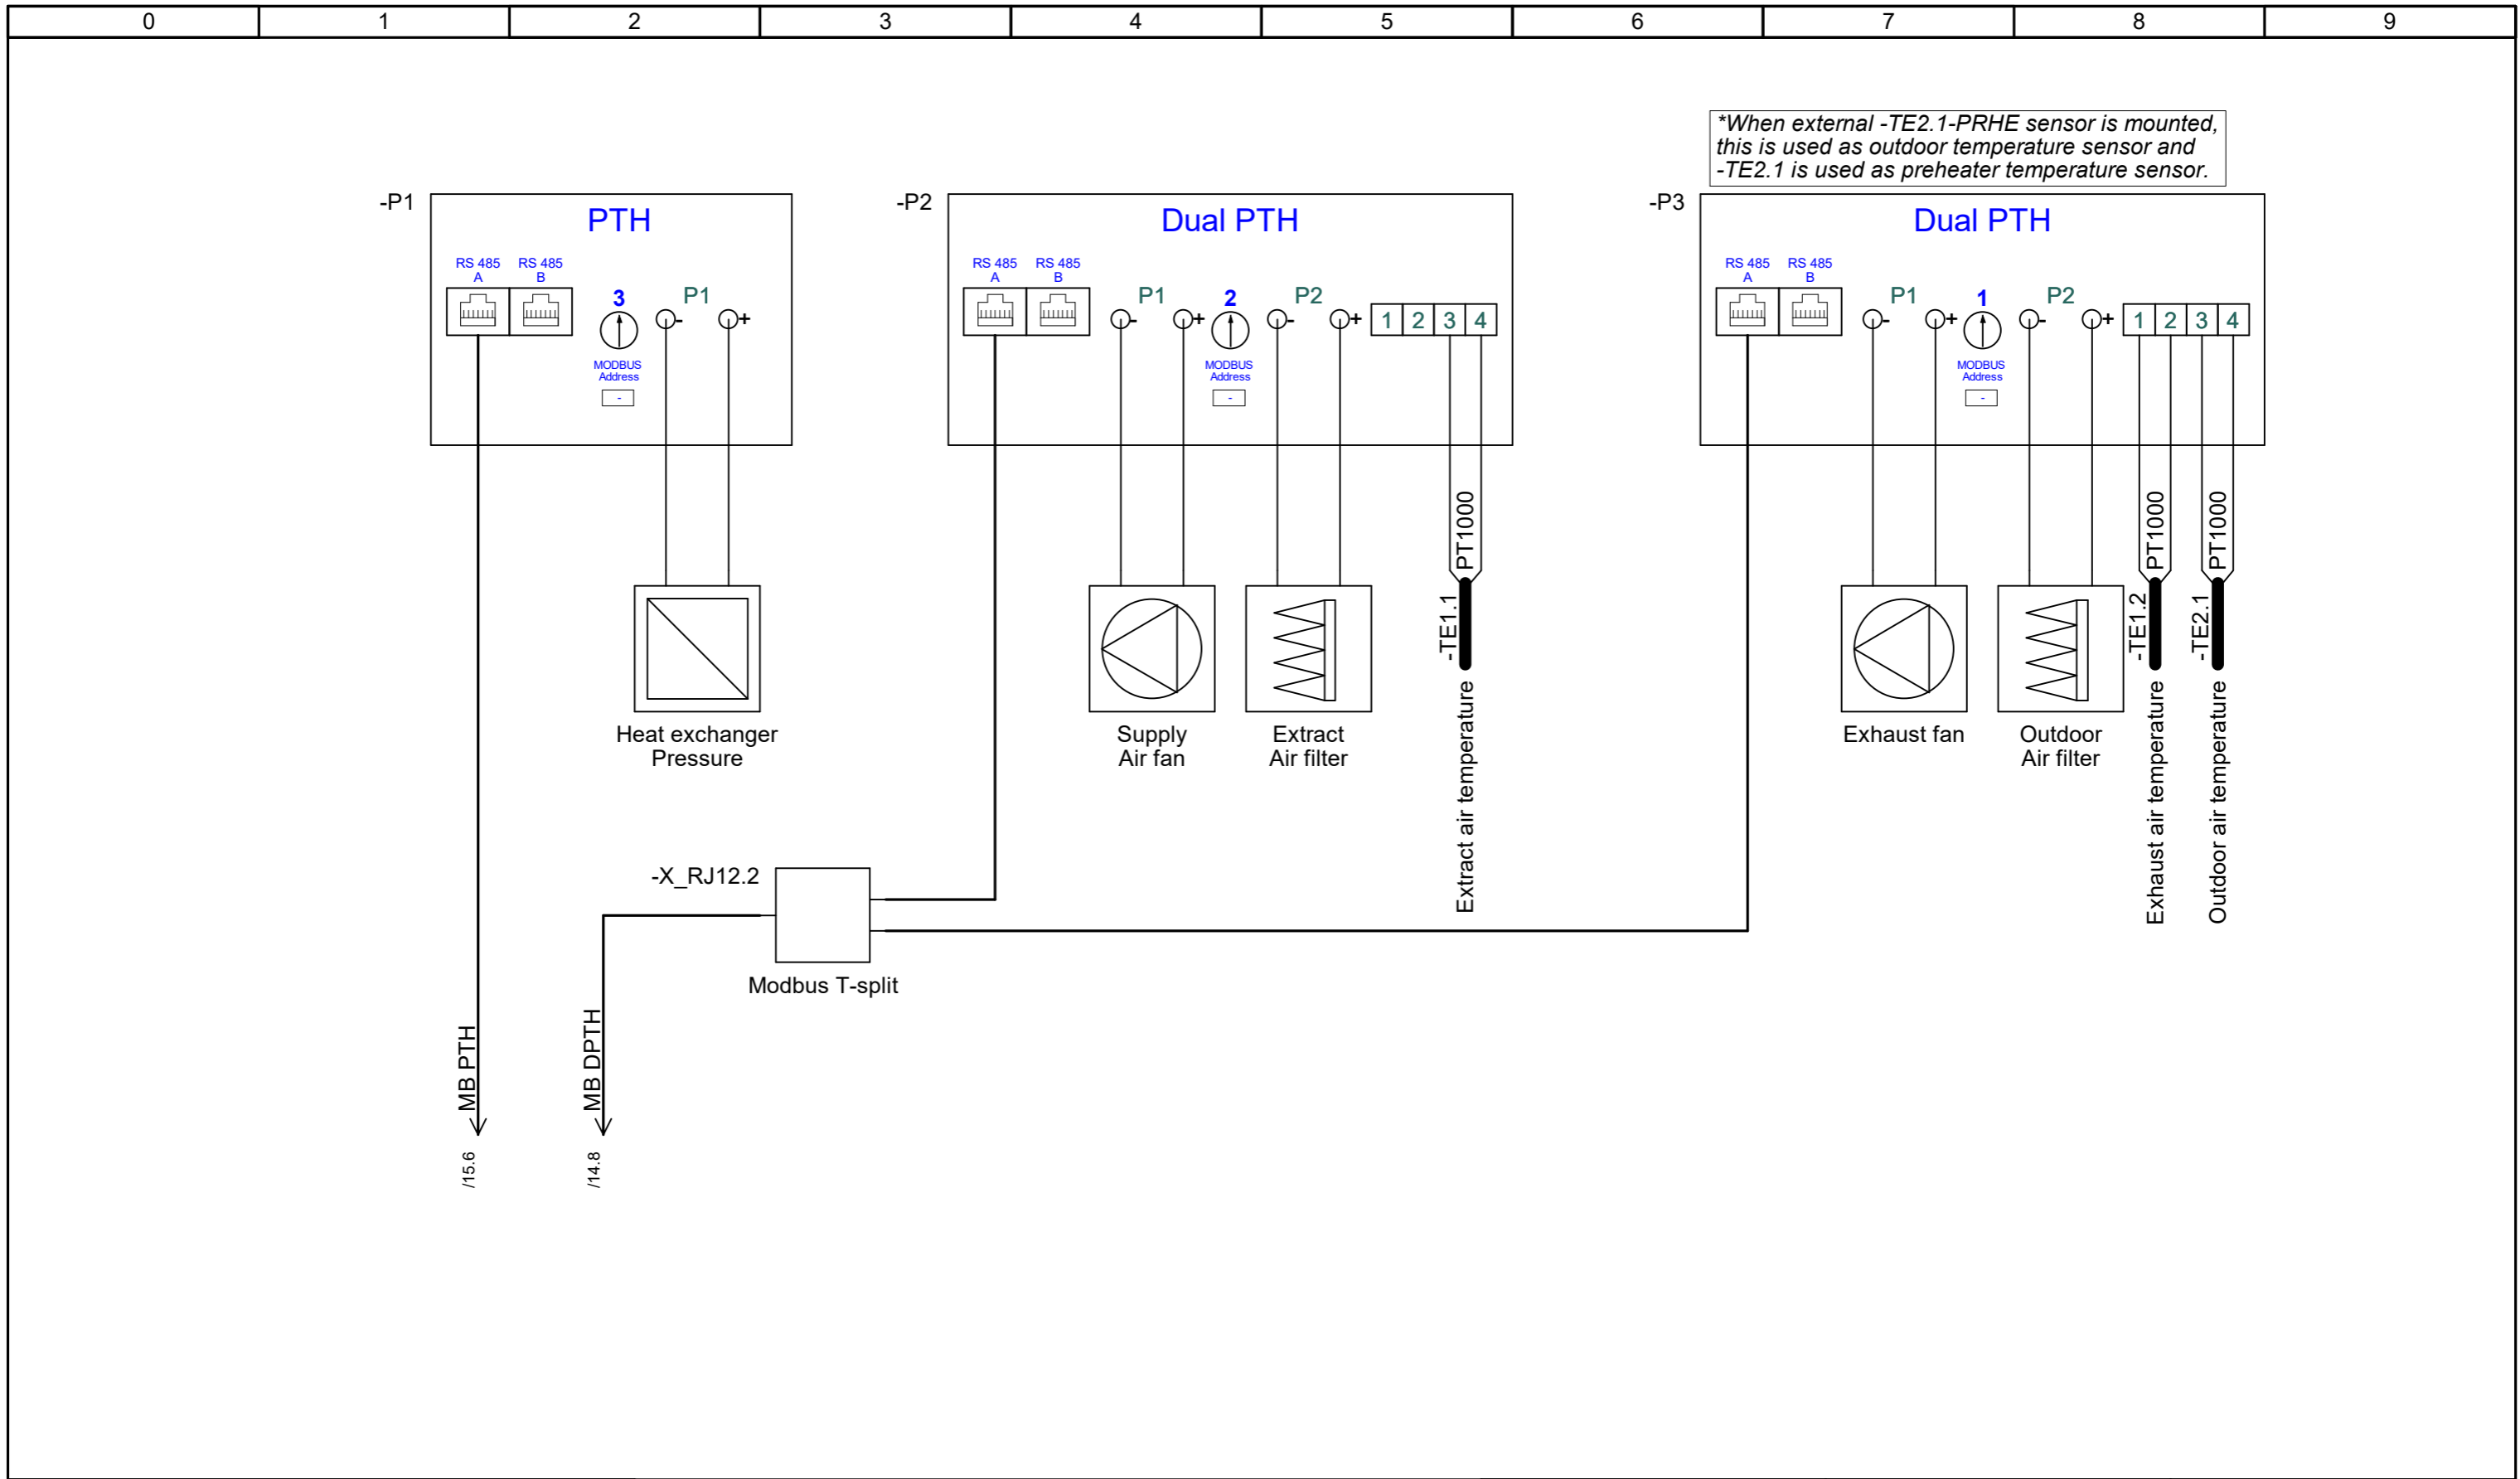 0 1 2 3 4 5 6 7 8 9
*When external -TE2.1-PRHE sensor is mounted,
this is used as outdoor temperature sensor and
-TE2.1 is used as preheater temperature sensor.
-P1
PTH
RS 485
A
RS 485
B
3
MODBUS
Address
-
P1
-
+
Heat exchanger
Pressure
-P2
Dual PTH
RS 485
A
RS 485
B
P1
-
+
2
MODBUS
Address
-
P2
-
+
1 2 3 4
PT1000
-TE1.1
Supply
Air fan
Extract
Air filter
Extract air temperature
-P3
Dual PTH
RS 485
A
RS 485
B
P1
-
+
1
MODBUS
Address
-
P2
-
+
1 2 3 4
PT1000
PT1000
-TE1.2
-TE2.1
Exhaust fan
Outdoor
Air filter
Exhaust air temperature
Outdoor air temperature
-X_RJ12.2
Modbus T-split
MB PTH
/15.6
MB DPTH
/14.8